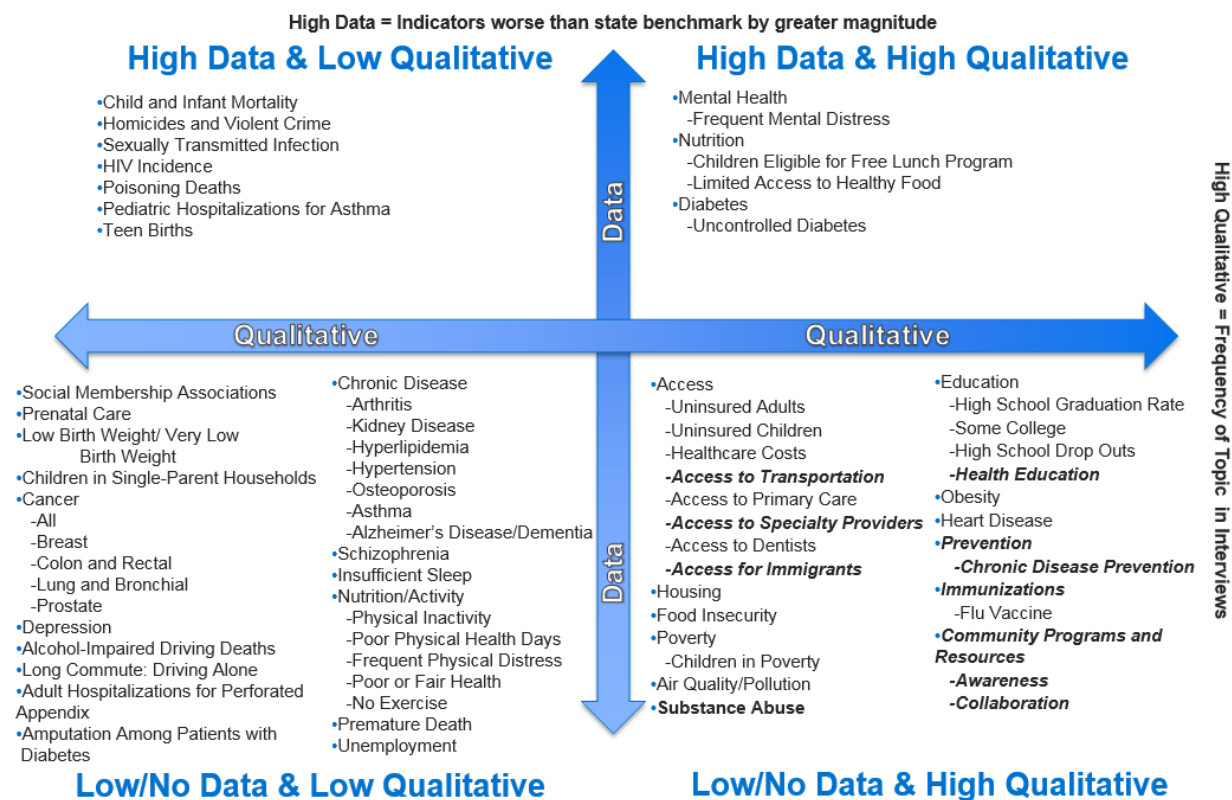 High Data = Indicators worse than state benchmark by greater magnitude
High Data & Low Qualitative
•Child and Infant Mortality
•Homicides and Violent Crime
•Sexually Transmitted Infection
•HIV Incidence
•Poisoning Deaths
•Pediatric Hospitalizations for Asthma
•Teen Births
High Data & High Qualitative
•Mental Health
-Frequent Mental Distress
•Nutrition
-Children Eligible for Free Lunch Program
-Limited Access to Healthy Food
•Diabetes
-Uncontrolled Diabetes
Data
High Qualitative = Frequency of Topic in Interviews
Qualitative
Qualitative
•Social Membership Associations
•Prenatal Care
•Low Birth Weight/ Very Low
Birth Weight
•Children in Single-Parent Households
•Cancer
-All
-Breast
-Colon and Rectal
-Lung and Bronchial
-Prostate
•Depression
•Alcohol-Impaired Driving Deaths
•Long Commute: Driving Alone
•Adult Hospitalizations for Perforated
Appendix
•Amputation Among Patients with
Diabetes
•Chronic Disease
-Arthritis
-Kidney Disease
-Hyperlipidemia
-Hypertension
-Osteoporosis
-Asthma
-Alzheimer's Disease/Dementia
•Schizophrenia
•Insufficient Sleep
•Nutrition/Activity
-Physical Inactivity
-Poor Physical Health Days
-Frequent Physical Distress
-Poor or Fair Health
-No Exercise
•Premature Death
•Unemployment
Low/No Data & Low Qualitative
Data
•Access
-Uninsured Adults
-Uninsured Children
-Healthcare Costs
-Access to Transportation
-Access to Primary Care
-Access to Specialty Providers
-Access to Dentists
-Access for Immigrants
•Housing
•Food Insecurity
•Poverty
-Children in Poverty
•Air Quality/Pollution
•Substance Abuse
•Education
-High School Graduation Rate
-Some College
-High School Drop Outs
-Health Education
•Obesity
•Heart Disease
•Prevention
-Chronic Disease Prevention
•Immunizations
-Flu Vaccine
•Community Programs and
Resources
-Awareness
-Collaboration
Low/No Data & High Qualitative